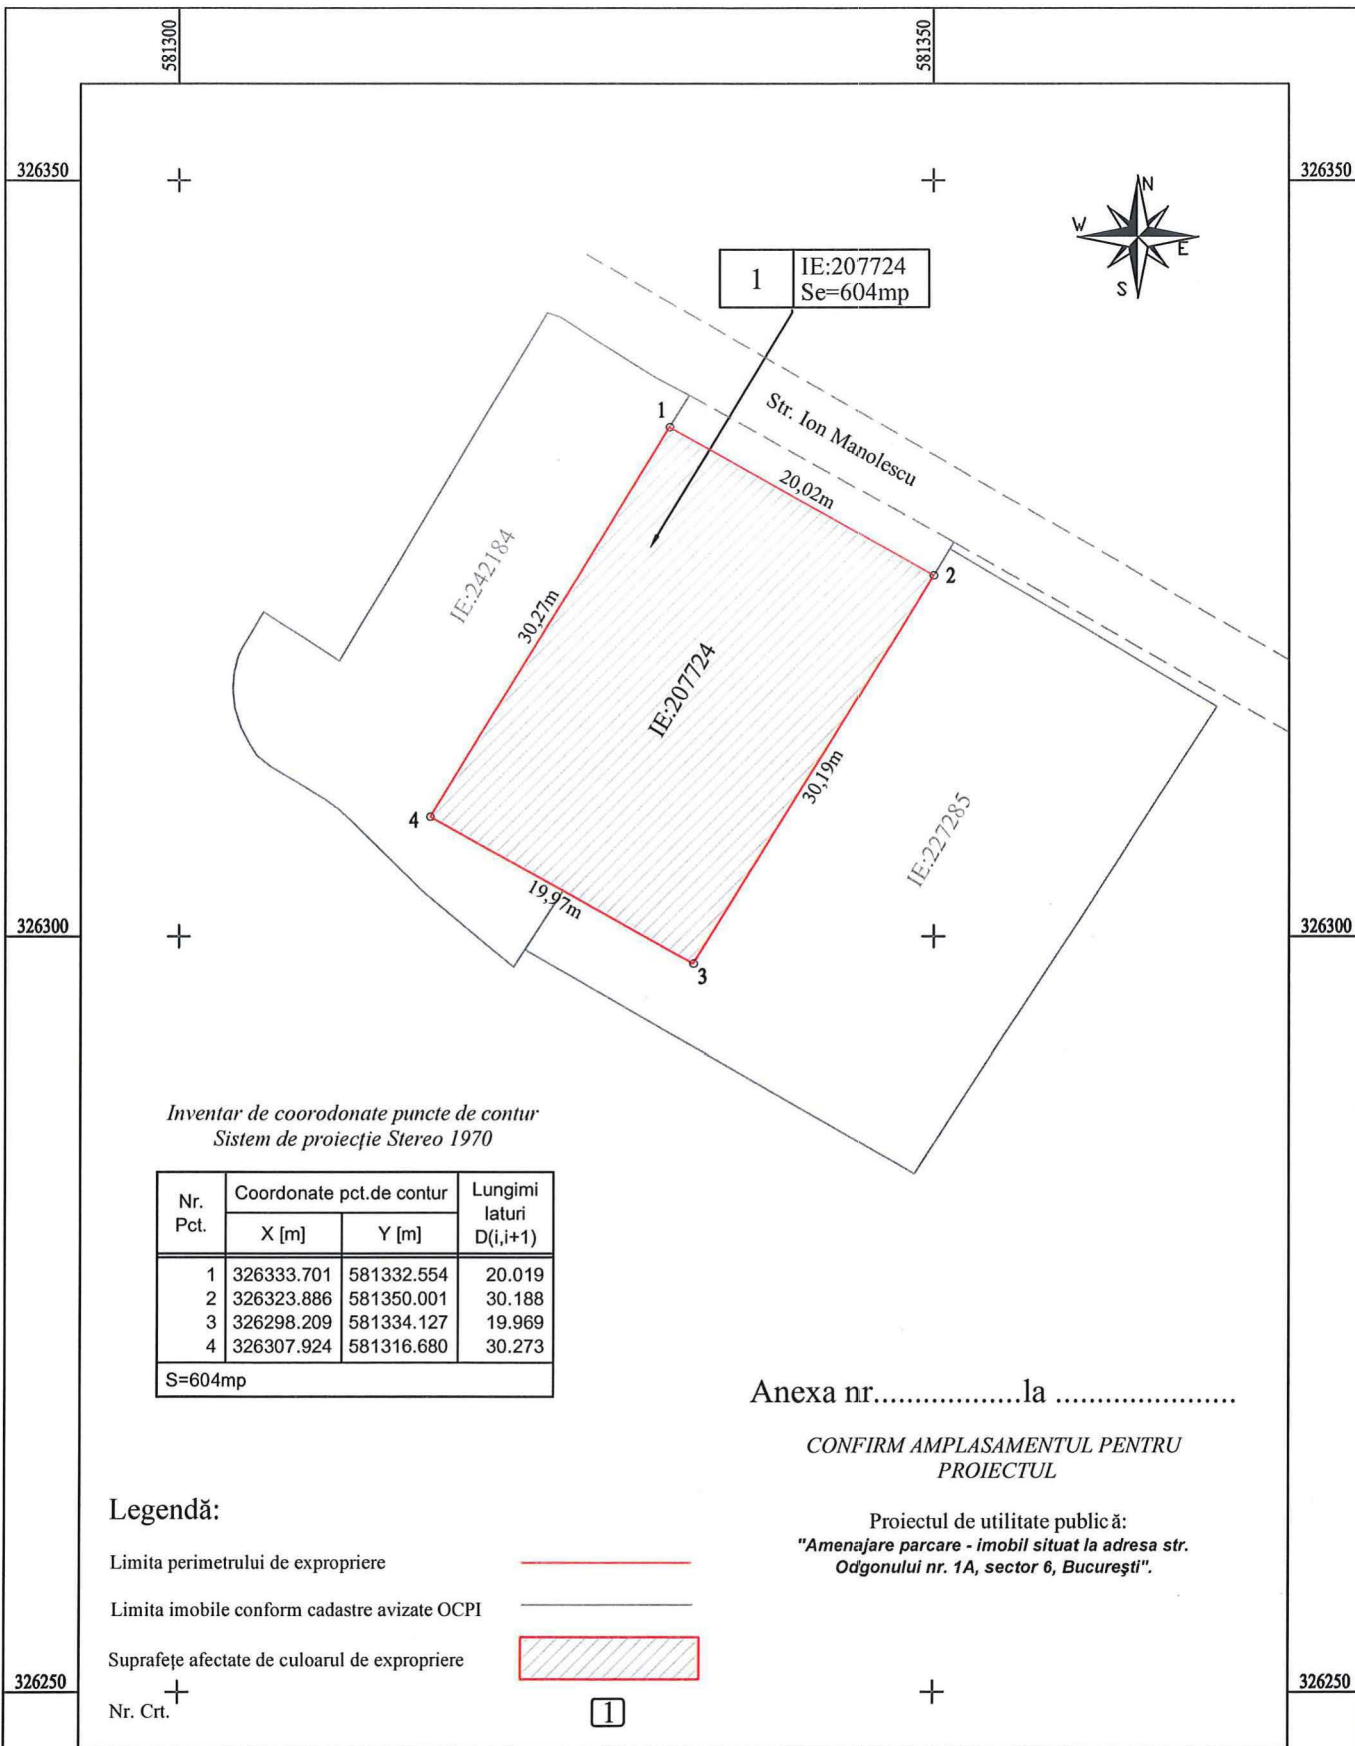 581300
581350
326350
326350
N
W
E
S
1
IE:207724
Se=604mp
Str. Ion Manolescu
1
20,02m
2
IE:242184
30,27m
IE:207724
30,19m
4
IE:227285
19,97m
3
326300
326300
Inventar de coorodonate puncte de contur
Sistem de proiecție Stereo 1970
Nr. Pct.
Coordonate pct.de contur
Lungimi laturi D(i,i+1)
X [m]
Y [m]
1 326333.701 581332.554 20.019
2 326323.886 581350.001 30.188
3 326298.209 581334.127 19.969
4 326307.924 581316.680 30.273
S=604mp
Anexa nr..................la ......................
CONFIRM AMPLASAMENTUL PENTRU
PROIECTUL
Proiectul de utilitate publică:
"Amenajare parcare - imobil situat la adresa str.
Odgonului nr. 1A, sector 6, București".
Legendă:
Limita perimetrului de expropriere
Limita imobile conform cadastre avizate OCPI
Suprafețe afectate de culoarul de expropriere
326250
326250
Nr. Crt.
1